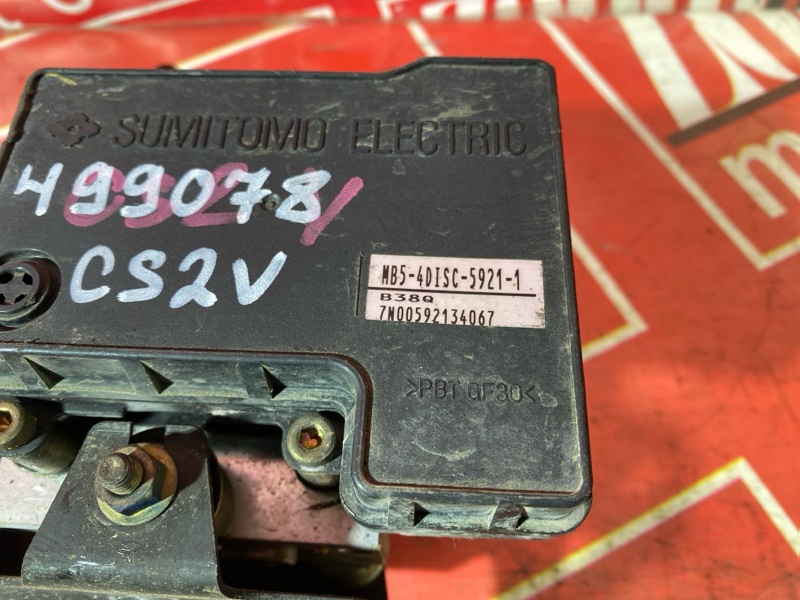 SUMITOMO ELECTRIC
499078
CS2V
MB5-4DISC-5921-1
B38Q
7N00592134067
>PBT GF30<